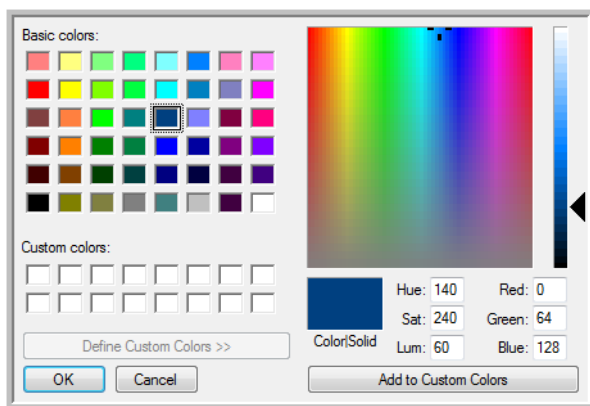 Basic colors:
Custom colors:
Define Custom Colors >>
OK Cancel
Color|Solid
Hue: 140 Red: 0
Sat: 240 Green: 64
Lum: 60 Blue: 128
Add to Custom Colors